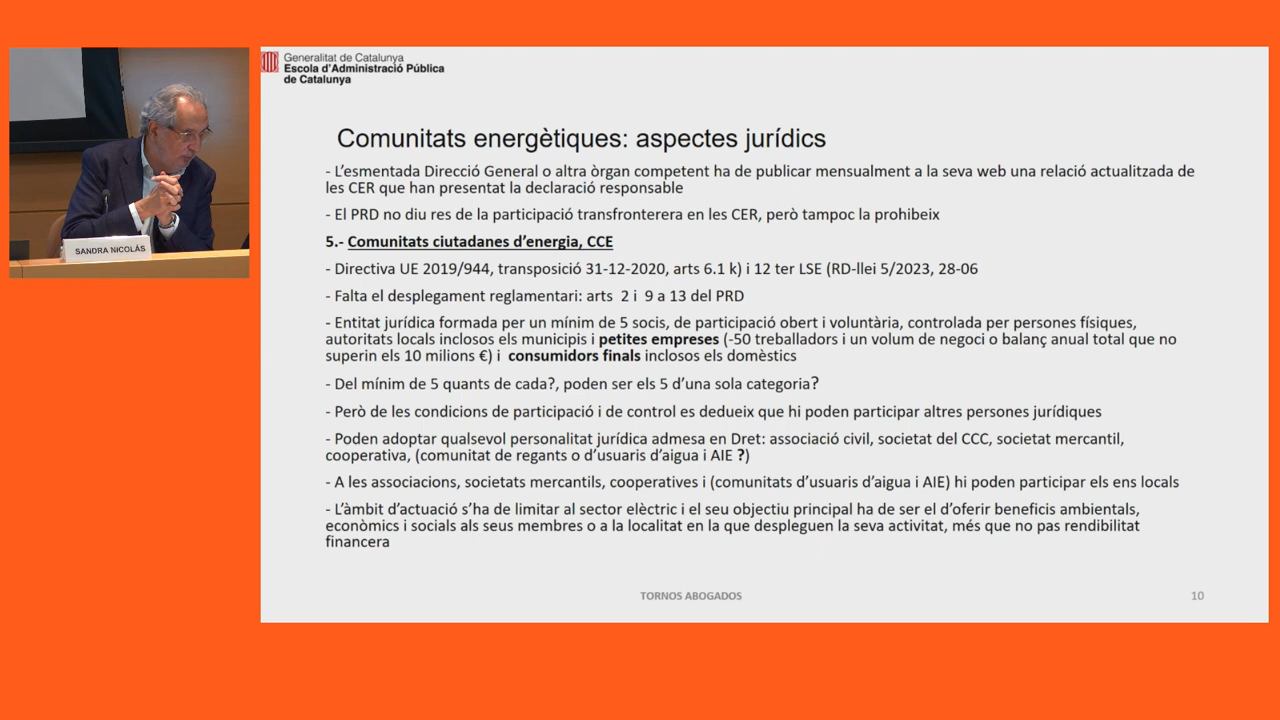 SANDRA NICOLÁS
Generalitat de Catalunya
Escola d'Administració Pública
de Catalunya
Comunitats energètiques: aspectes jurídics
- L'esmentada Direcció General o altra òrgan competent ha de publicar mensualment a la seva web una relació actualitzada de
les CER que han presentat la declaració responsable
- El PRD no diu res de la participació transfronterera en les CER, però tampoc la prohibeix
5.- Comunitats ciutadanes d'energia, CCE
- Directiva UE 2019/944, transposició 31-12-2020, arts 6.1 k) i 12 ter LSE (RD-llei 5/2023, 28-06
- Falta el desplegament reglamentari: arts 2 i 9 a 13 del PRD
- Entitat jurídica formada per un mínim de 5 socis, de participació obert i voluntària, controlada per persones físiques,
autoritats locals inclosos els municipis i petites empreses (-50 treballadors i un volum de negoci o balanç anual total que no
superin els 10 milions €) i consumidors finals inclosos els domèstics
- Del mínim de 5 quants de cada?, poden ser els 5 d'una sola categoria?
- Però de les condicions de participació i de control es dedueix que hi poden participar altres persones jurídiques
- Poden adoptar qualsevol personalitat jurídica admesa en Dret: associació civil, societat del CCC, societat mercantil,
cooperativa, (comunitat de regants o d'usuaris d'aigua i AIE ?)
- A les associacions, societats mercantils, cooperatives i (comunitats d'usuaris d'aigua i AIE) hi poden participar els ens locals
- L'àmbit d'actuació s'ha de limitar al sector elèctric i el seu objectiu principal ha de ser el d'oferir beneficis ambientals,
econòmics i socials als seus membres o a la localitat en la que despleguen la seva activitat, més que no pas rendibilitat
financera
TORNOS ABOGADOS
10